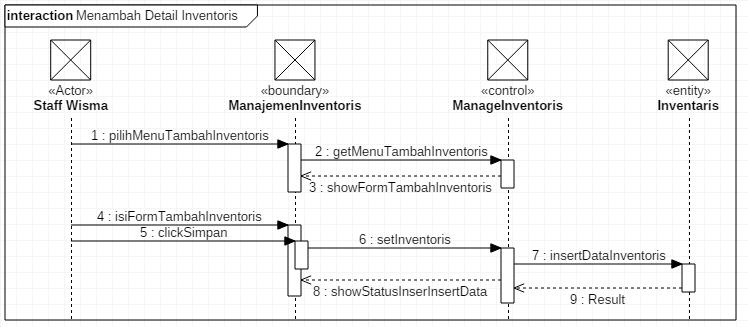 interaction Menambah Detail Inventoris
«Actor»
Staff Wisma
«boundary»
ManajemenInventoris
«control»
ManageInventoris
«entity»
Inventaris
1 : pilihMenuTambahInventoris
2 : getMenuTambahInventoris
3 : showFormTambahInventoris
4 : isiFormTambahInventoris
5 : clickSimpan
6 : setInventoris
7 : insertDataInventoris
8 : showStatusInserInsertData
9 : Result